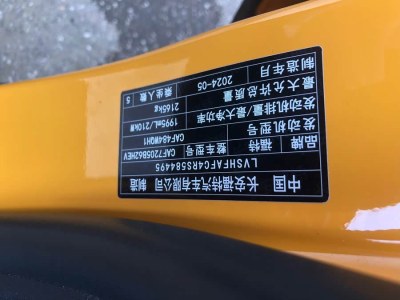 中国 长安福特汽车有限公司 制造
LVSHFAFC4RS584495
品牌 福特 整车型号 CAF7205B62HEV
发动机型号 CAF484WQH1
发动机排量/最大净功率 1995mL/210kW
最大允许总质量 2165kg
制造年月 2024-05 乘坐人数 5